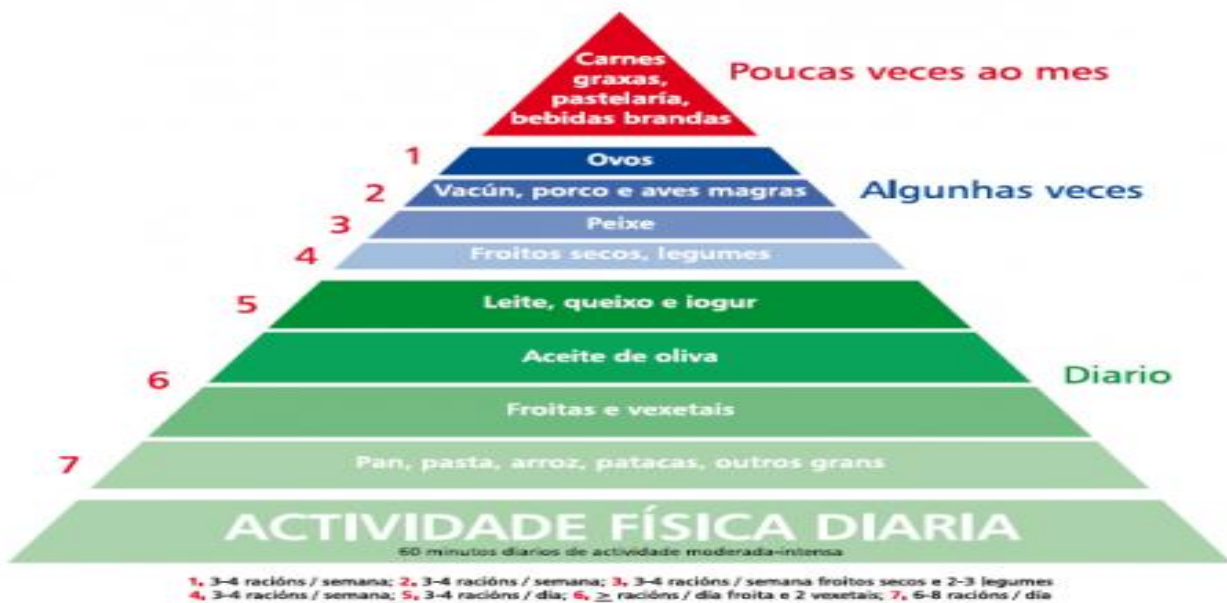 Carnes
graxas,
pastelaría,
bebidas brandas
Poucas veces ao mes
1
Ovos
2
Vacún, porco e aves magras
Algunhas veces
3
Peixe
4
Froitos secos, legumes
5
Leite, queixo e iogur
Aceite de oliva
6
Diario
Froitas e vexetais
7
Pan, pasta, arroz, patacas, outros grans
ACTIVIDADE FÍSICA DIARIA
60 minutos diarios de actividade moderada-intensa
1, 3-4 racións / semana; 2, 3-4 racións / semana; 3, 3-4 racións / semana froitos secos e 2-3 legumes
4, 3-4 racións / semana; 5, 3-4 racións / dia; 6, ≥ racións / día froita e 2 vexetais; 7, 6-8 racións / día